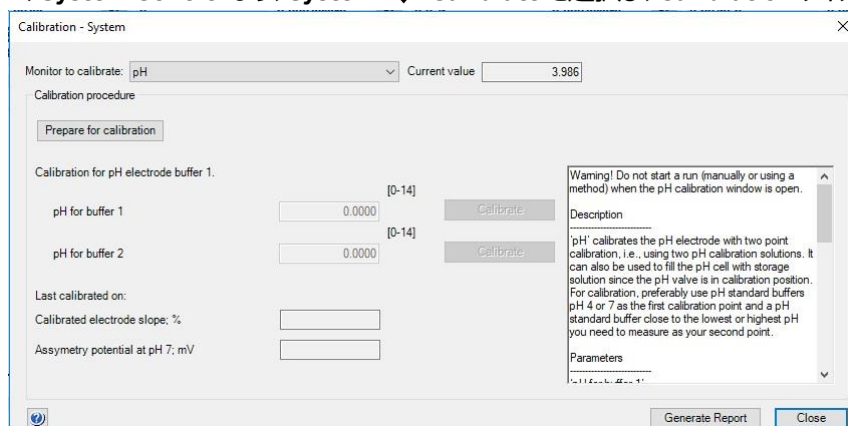 Calibration - System
Monitor to calibrate: pH
Current value 3.986
Calibration procedure
Prepare for calibration
Calibration for pH electrode buffer 1.
[0-14]
pH for buffer 1 0.0000 Calibrate
[0-14]
pH for buffer 2 0.0000 Calibrate
Last calibrated on:
Calibrated electrode slope; %
Assymetry potential at pH 7; mV
Warning! Do not start a run (manually or using a
method) when the pH calibration window is open.
Description
----------------------------
'pH' calibrates the pH electrode with two point
calibration, i.e., using two pH calibration solutions. It
can also be used to fill the pH cell with storage
solution since the pH valve is in calibration position.
For calibration, preferably use pH standard buffers
pH 4 or 7 as the first calibration point and a pH
standard buffer close to the lowest or highest pH
you need to measure as your second point.
Parameters
----------------------------
'pH for buffer 1'
Generate Report
Close